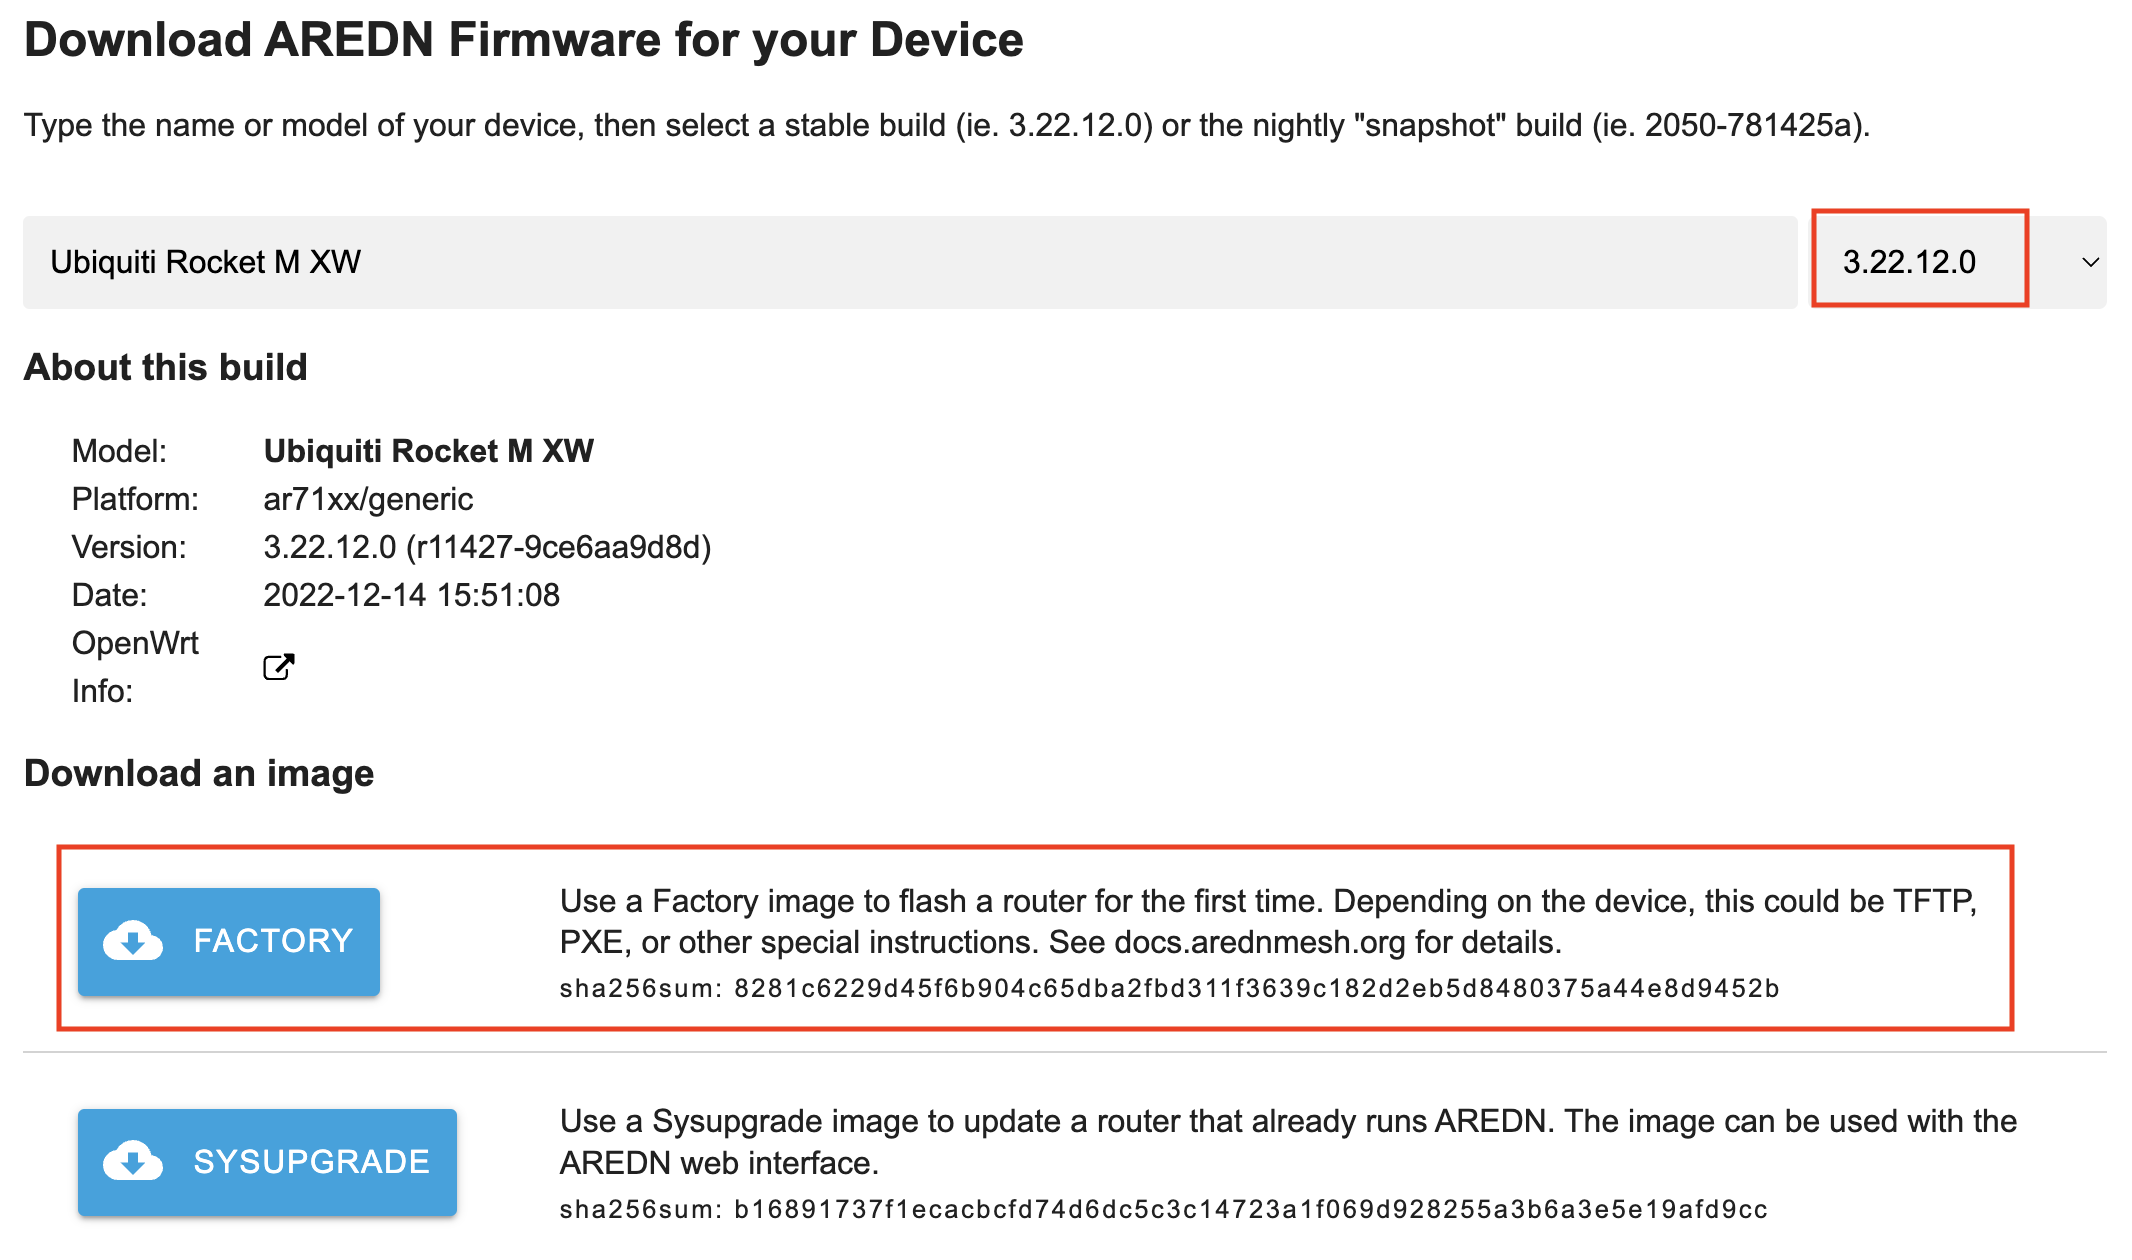 Download AREDN Firmware for your Device
Type the name or model of your device, then select a stable build (ie. 3.22.12.0) or the nightly "snapshot" build (ie. 2050-781425a).
Ubiquiti Rocket M XW
3.22.12.0
About this build
Model: Ubiquiti Rocket M XW
Platform: ar71xx/generic
Version: 3.22.12.0 (r11427-9ce6aa9d8d)
Date: 2022-12-14 15:51:08
OpenWrt
Info:
Download an image
FACTORY
Use a Factory image to flash a router for the first time. Depending on the device, this could be TFTP,
PXE, or other special instructions. See docs.arednmesh.org for details.
sha256sum: 8281c6229d45f6b904c65dba2fbd311f3639c182d2eb5d8480375a44e8d9452b
SYSUPGRADE
Use a Sysupgrade image to update a router that already runs AREDN. The image can be used with the
AREDN web interface.
sha256sum: b16891737f1ecacbcfd74d6dc5c3c14723a1f069d928255a3b6a3e5e19afd9cc